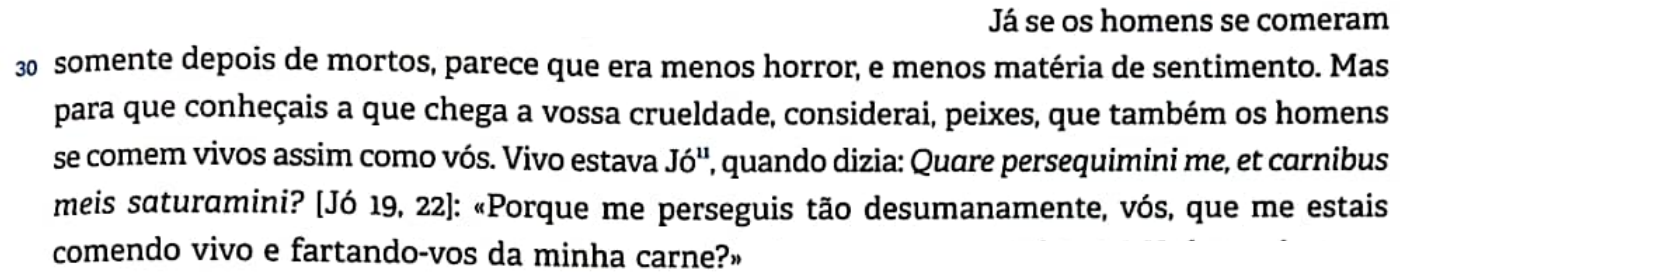 Já se os homens se comeram
30 somente depois de mortos, parece que era menos horror, e menos matéria de sentimento. Mas
para que conheçais a que chega a vossa crueldade, considerai, peixes, que também os homens
se comem vivos assim como vós. Vivo estava Jó¹¹, quando dizia: Quare persequimini me, et carnibus
meis saturamini? [Jó 19, 22]: «Porque me perseguis tão desumanamente, vós, que me estais
comendo vivo e fartando-vos da minha carne?»